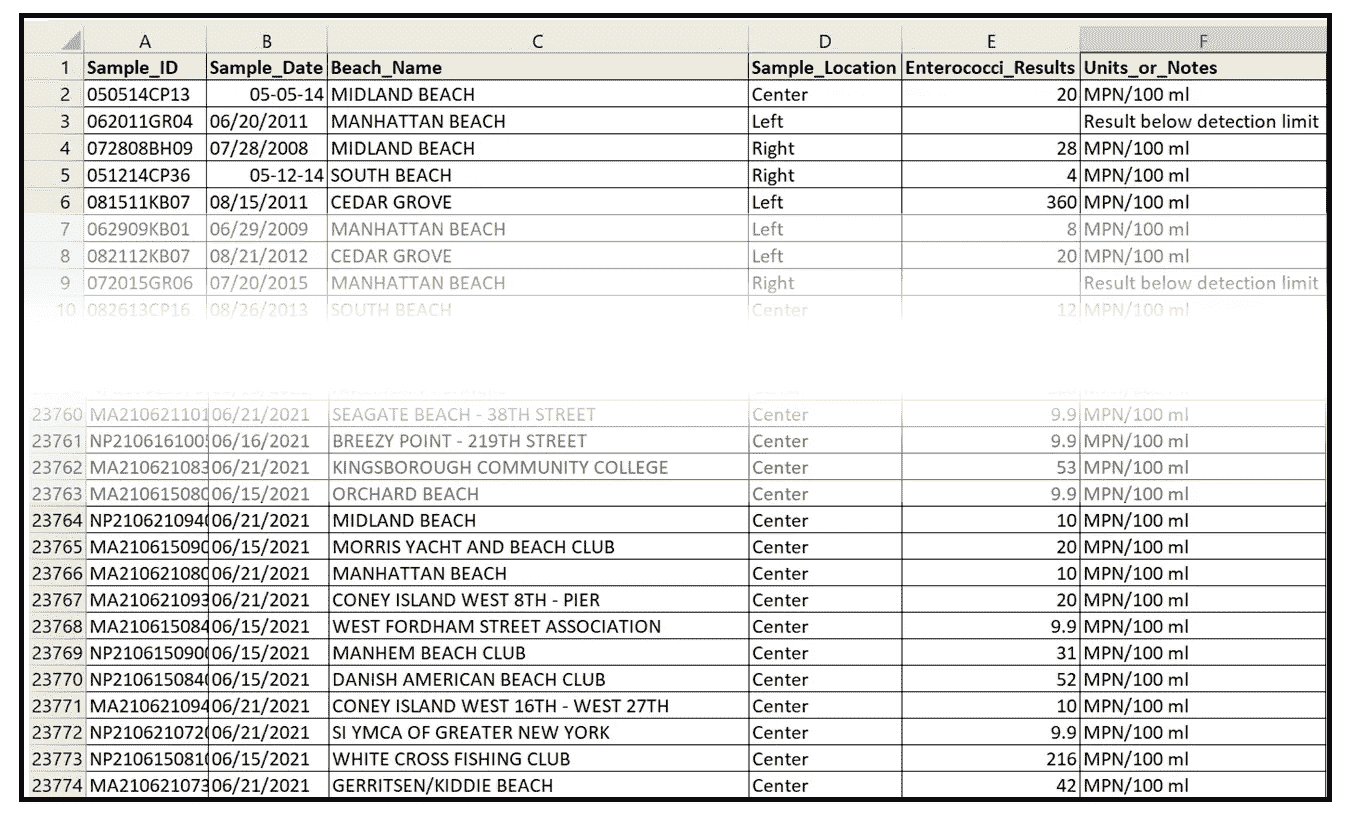 A B C D E F
1 Sample_ID Sample_Date Beach_Name Sample_Location Enterococci_Results Units_or_Notes
2 050514CP13 05-05-14 MIDLAND BEACH Center 20 MPN/100 ml
3 062011GR04 06/20/2011 MANHATTAN BEACH Left Result below detection limit
4 072808BH09 07/28/2008 MIDLAND BEACH Right 28 MPN/100 ml
5 051214CP36 05-12-14 SOUTH BEACH Right 4 MPN/100 ml
6 081511KB07 08/15/2011 CEDAR GROVE Left 360 MPN/100 ml
7 062909KB01 06/29/2009 MANHATTAN BEACH Left 8 MPN/100 ml
8 082112KB07 08/21/2012 CEDAR GROVE Left 20 MPN/100 ml
9 072015GR06 07/20/2015 MANHATTAN BEACH Right Result below detection limit
10 082613CP16 08/26/2013 SOUTH BEACH Center 12 MPN/100 ml
23760 MA210621101 06/21/2021 SEAGATE BEACH - 38TH STREET Center 9.9 MPN/100 ml
23761 NP210616100 06/16/2021 BREEZY POINT - 219TH STREET Center 9.9 MPN/100 ml
23762 MA210621083 06/21/2021 KINGSBOROUGH COMMUNITY COLLEGE Center 53 MPN/100 ml
23763 MA210615080 06/15/2021 ORCHARD BEACH Center 9.9 MPN/100 ml
23764 NP210621094 06/21/2021 MIDLAND BEACH Center 10 MPN/100 ml
23765 MA210615090 06/15/2021 MORRIS YACHT AND BEACH CLUB Center 20 MPN/100 ml
23766 MA210621080 06/21/2021 MANHATTAN BEACH Center 10 MPN/100 ml
23767 MA210621093 06/21/2021 CONEY ISLAND WEST 8TH - PIER Center 20 MPN/100 ml
23768 MA210615084 06/15/2021 WEST FORDHAM STREET ASSOCIATION Center 9.9 MPN/100 ml
23769 NP210615090 06/15/2021 MANHEM BEACH CLUB Center 31 MPN/100 ml
23770 NP210615084 06/15/2021 DANISH AMERICAN BEACH CLUB Center 52 MPN/100 ml
23771 MA210621094 06/21/2021 CONEY ISLAND WEST 16TH - WEST 27TH Center 10 MPN/100 ml
23772 NP210621072 06/21/2021 SI YMCA OF GREATER NEW YORK Center 9.9 MPN/100 ml
23773 NP210615081 06/15/2021 WHITE CROSS FISHING CLUB Center 216 MPN/100 ml
23774 MA210621073 06/21/2021 GERRITSEN/KIDDIE BEACH Center 42 MPN/100 ml